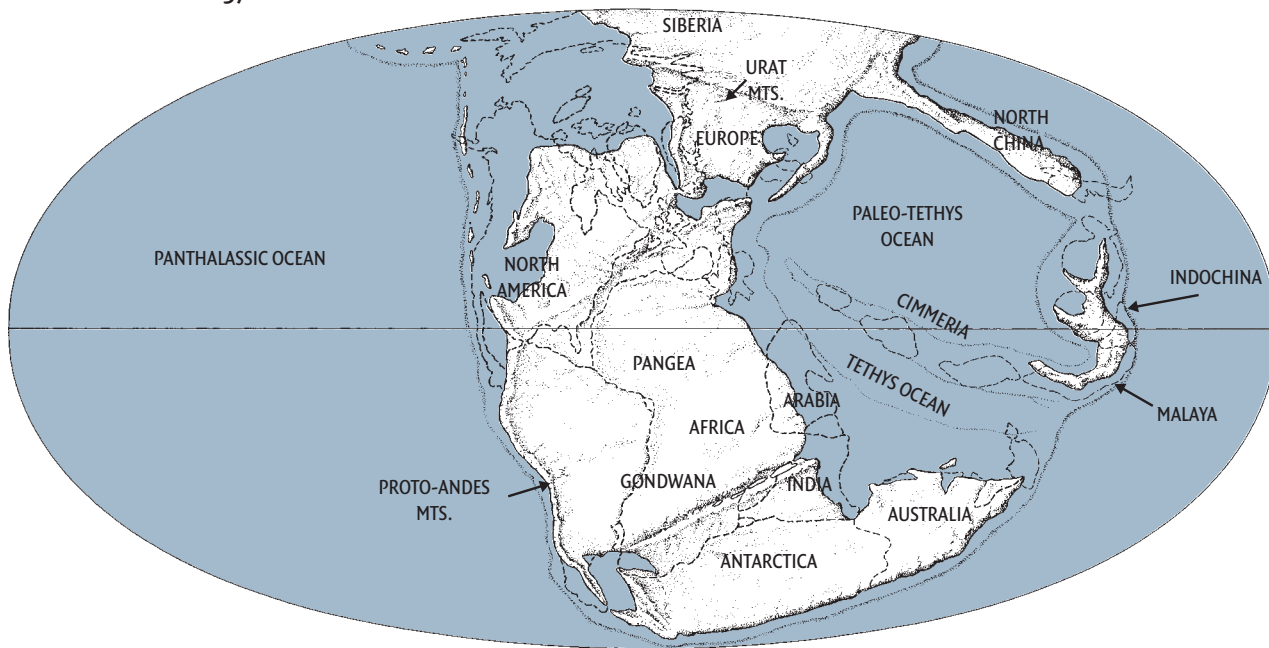 SIBERIA
URAT
MTS.
NORTH
CHINA
EUROPE
PALEO-TETHYS
OCEAN
PANTHALASSIC OCEAN
NORTH
AMERICA
INDOCHINA
CIMMERIA
PANGEA
TETHYS OCEAN
ARABIA
MALAYA
AFRICA
PROTO-ANDES
MTS.
GONDWANA
INDIA
AUSTRALIA
ANTARCTICA